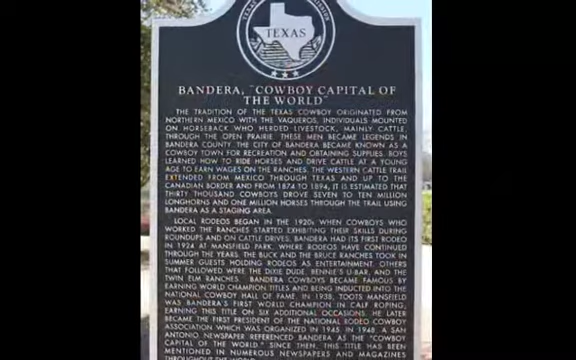 TEXAS
BANDERA, "COWBOY CAPITAL OF
THE WORLD"
THE TRADITION OF THE TEXAS COWBOY ORIGINATED FROM
NORTHERN MEXICO WITH THE VAQUEROS, INDIVIDUALS MOUNTED
ON HORSEBACK WHO HERDED LIVESTOCK, MAINLY CATTLE,
THROUGH THE OPEN PRAIRIE. THESE MEN BECAME LEGENDS IN
BANDERA COUNTY. THE CITY OF BANDERA BECAME KNOWN AS A
COWBOY TOWN FOR RECREATION AND OBTAINING SUPPLIES. BOYS
LEARNED HOW TO RIDE HORSES AND DRIVE CATTLE AT A YOUNG
AGE TO EARN WAGES ON THE RANCHES. THE WESTERN CATTLE TRAIL
EXTENDED FROM MEXICO THROUGH TEXAS AND UP TO THE
CANADIAN BORDER AND FROM 1874 TO 1894, IT IS ESTIMATED THAT
THIRTY THOUSAND COWBOYS DROVE SEVEN TO TEN MILLION
LONGHORNS AND ONE MILLION HORSES THROUGH THE TRAIL USING
BANDERA AS A STAGING AREA.
LOCAL RODEOS BEGAN IN THE 1920s WHEN COWBOYS WHO
WORKED THE RANCHES STARTED EXHIBITING THEIR SKILLS DURING
ROUNDUPS AND ON CATTLE DRIVES. BANDERA HAD ITS FIRST RODEO
IN 1924 AT MANSFIELD PARK, WHERE RODEOS HAVE CONTINUED
THROUGH THE YEARS. THE BUCK AND THE BRUCE RANCHES TOOK IN
SUMMER GUESTS HOLDING RODEOS AS ENTERTAINMENT. OTHERS
THAT FOLLOWED WERE THE DIXIE DUDE, RENNIE'S U-BAR, AND THE
TWIN ELM RANCHES. BANDERA COWBOYS BECAME FAMOUS BY
EARNING WORLD CHAMPION TITLES AND BEING INDUCTED INTO THE
NATIONAL COWBOY HALL OF FAME. IN 1938, TOOTS MANSFIELD
WAS BANDERA'S FIRST WORLD CHAMPION IN CALF ROPING,
EARNING THIS TITLE ON SIX ADDITIONAL OCCASIONS. HE LATER
BECAME THE FIRST PRESIDENT OF THE NATIONAL RODEO COWBOY
ASSOCIATION WHICH WAS ORGANIZED IN 1945. IN 1948, A SAN
ANTONIO NEWSPAPER REFERENCED BANDERA AS THE "COWBOY
CAPITAL OF THE WORLD." SINCE THEN, THIS TITLE HAS BEEN
MENTIONED IN NUMEROUS NEWSPAPERS AND MAGAZINES